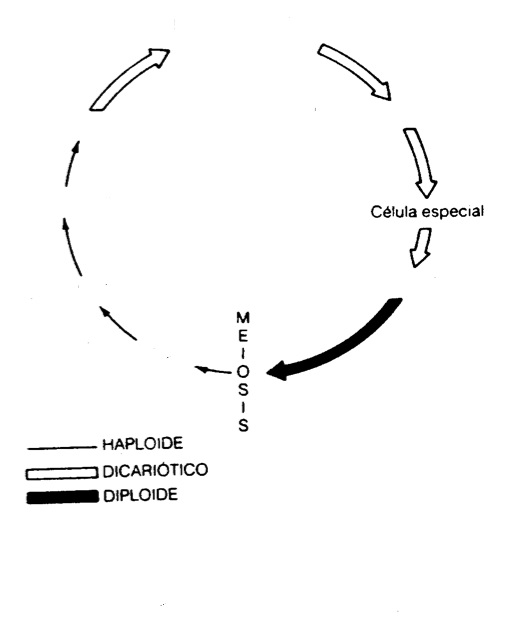 Célula especial
M
E
I
O
S
I
S
HAPLOIDE
DICARIÓTICO
DIPLOIDE